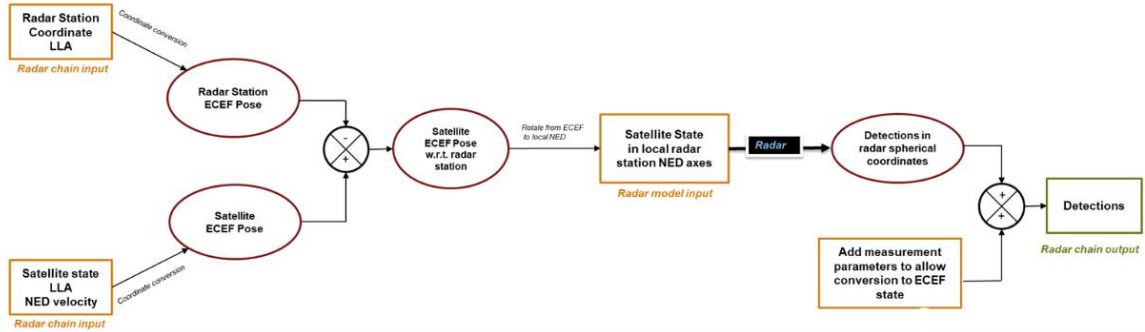 Radar Station
Coordinate
LLA
Radar chain input
Coordinate conversion
Radar Station
ECEF Pose
Satellite
ECEF Pose
Satellite state
LLA
NED velocity
Radar chain input
Coordinate conversion
-
+
Satellite
ECEF Pose
w.r.t. radar
station
Rotate from ECEF
to local NED
Satellite State
in local radar
station NED axes
Radar model input
Radar
Detections in
radar spherical
coordinates
+
+
Add measurement
parameters to allow
conversion to ECEF
state
Detections
Radar chain output